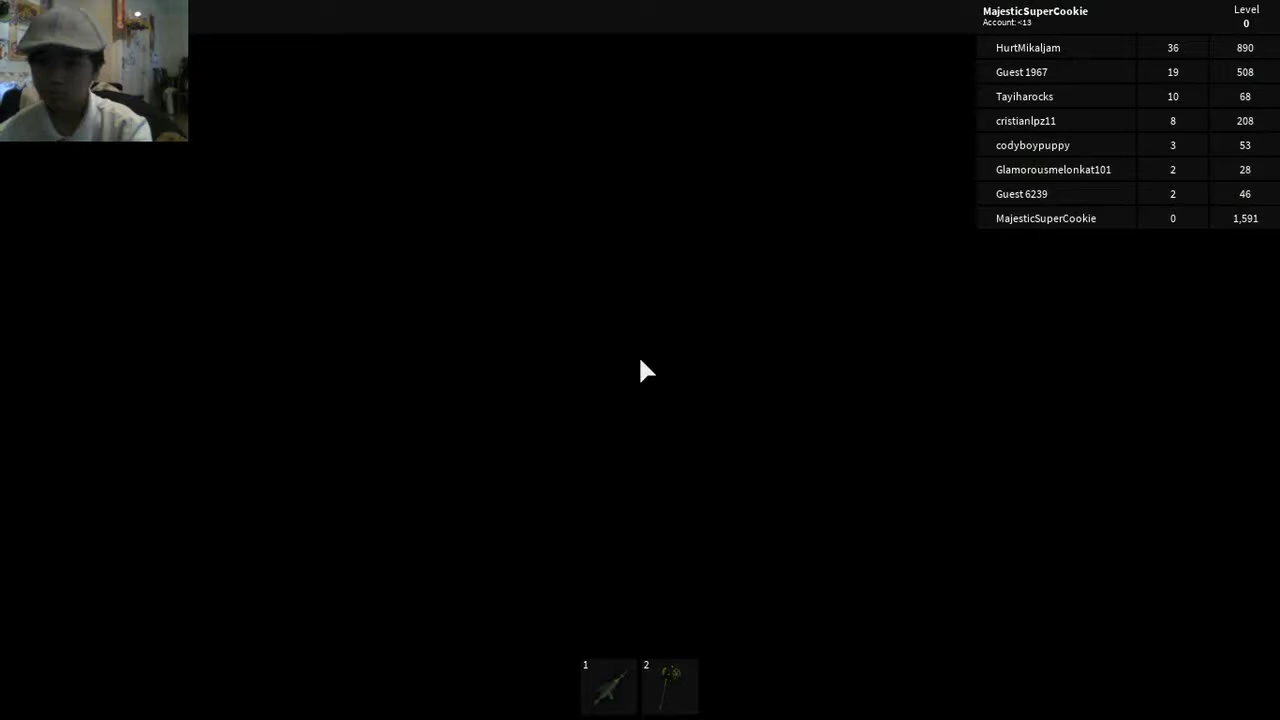 MajesticSuperCookie Level
Account: <13 0
HurtMikaljam 36 890
Guest 1967 19 508
Tayiharocks 10 68
cristianlpz11 8 208
codyboypuppy 3 53
Glamorousmelonkat101 2 28
Guest 6239 2 46
MajesticSuperCookie 0 1,591
1 2